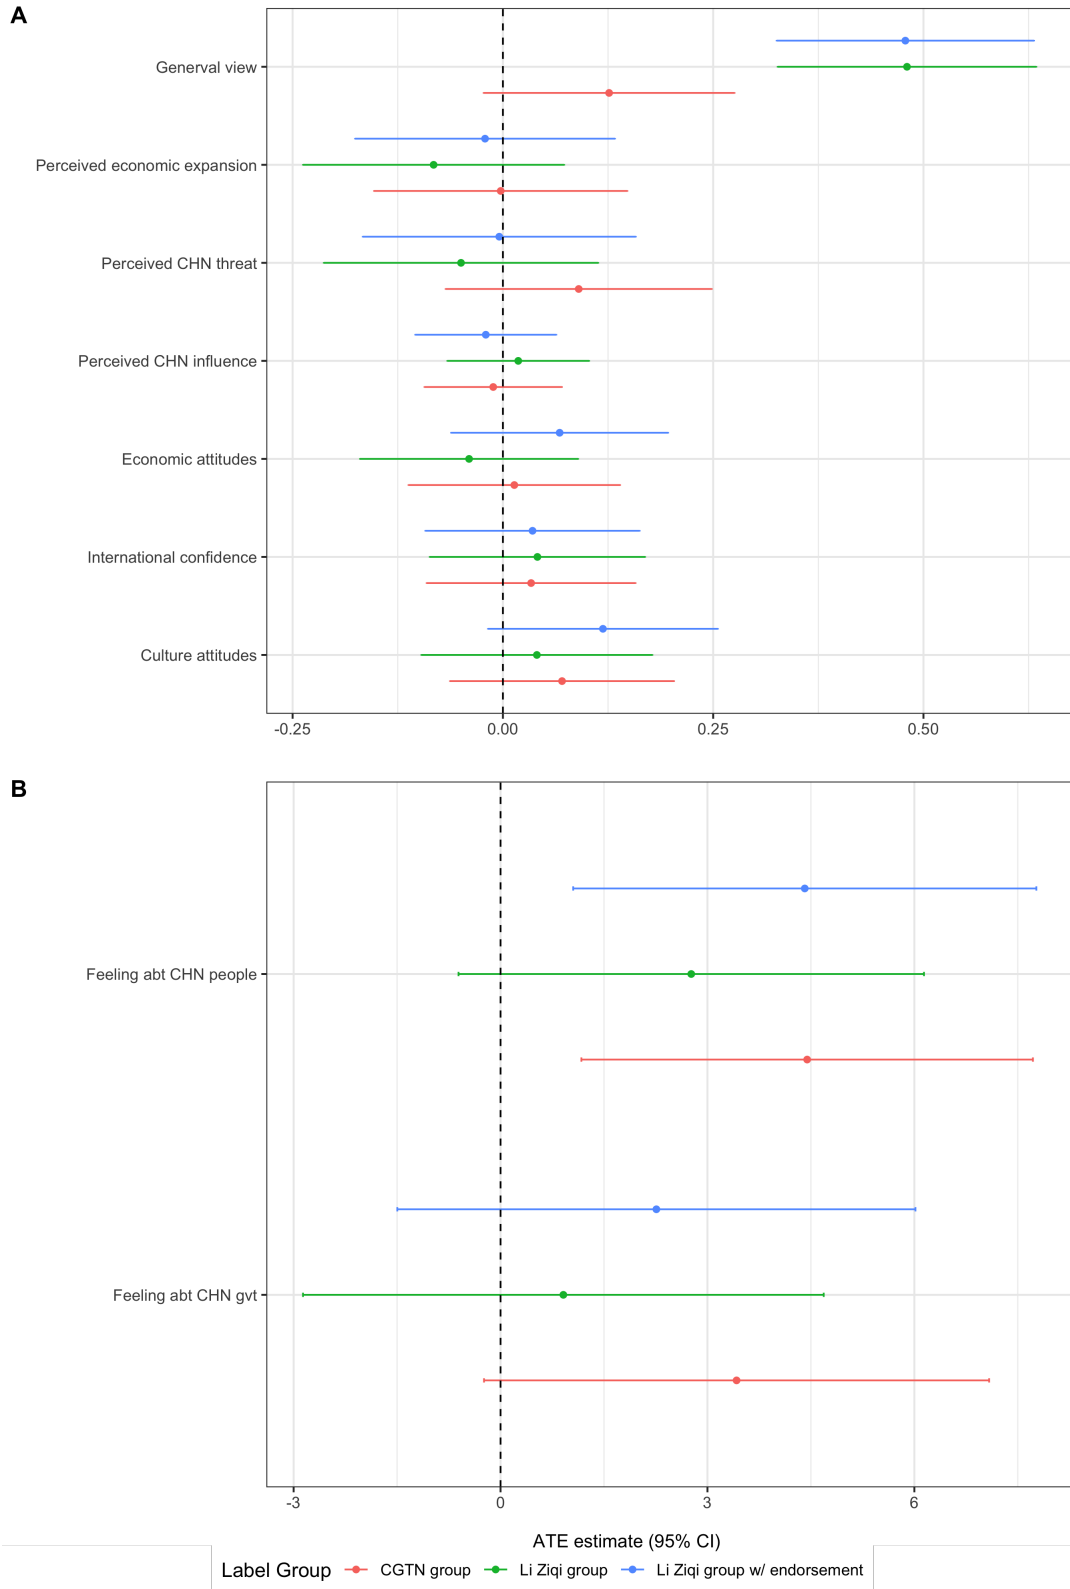 A
Generval view
Perceived economic expansion
Perceived CHN threat
Perceived CHN influence
Economic attitudes
International confidence
Culture attitudes
-0.25 0.00 0.25 0.50
B
Feeling abt CHN people
Feeling abt CHN gvt
-3 0 3 6
ATE estimate (95% CI)
Label Group CGTN group Li Ziqi group Li Ziqi group w/ endorsement